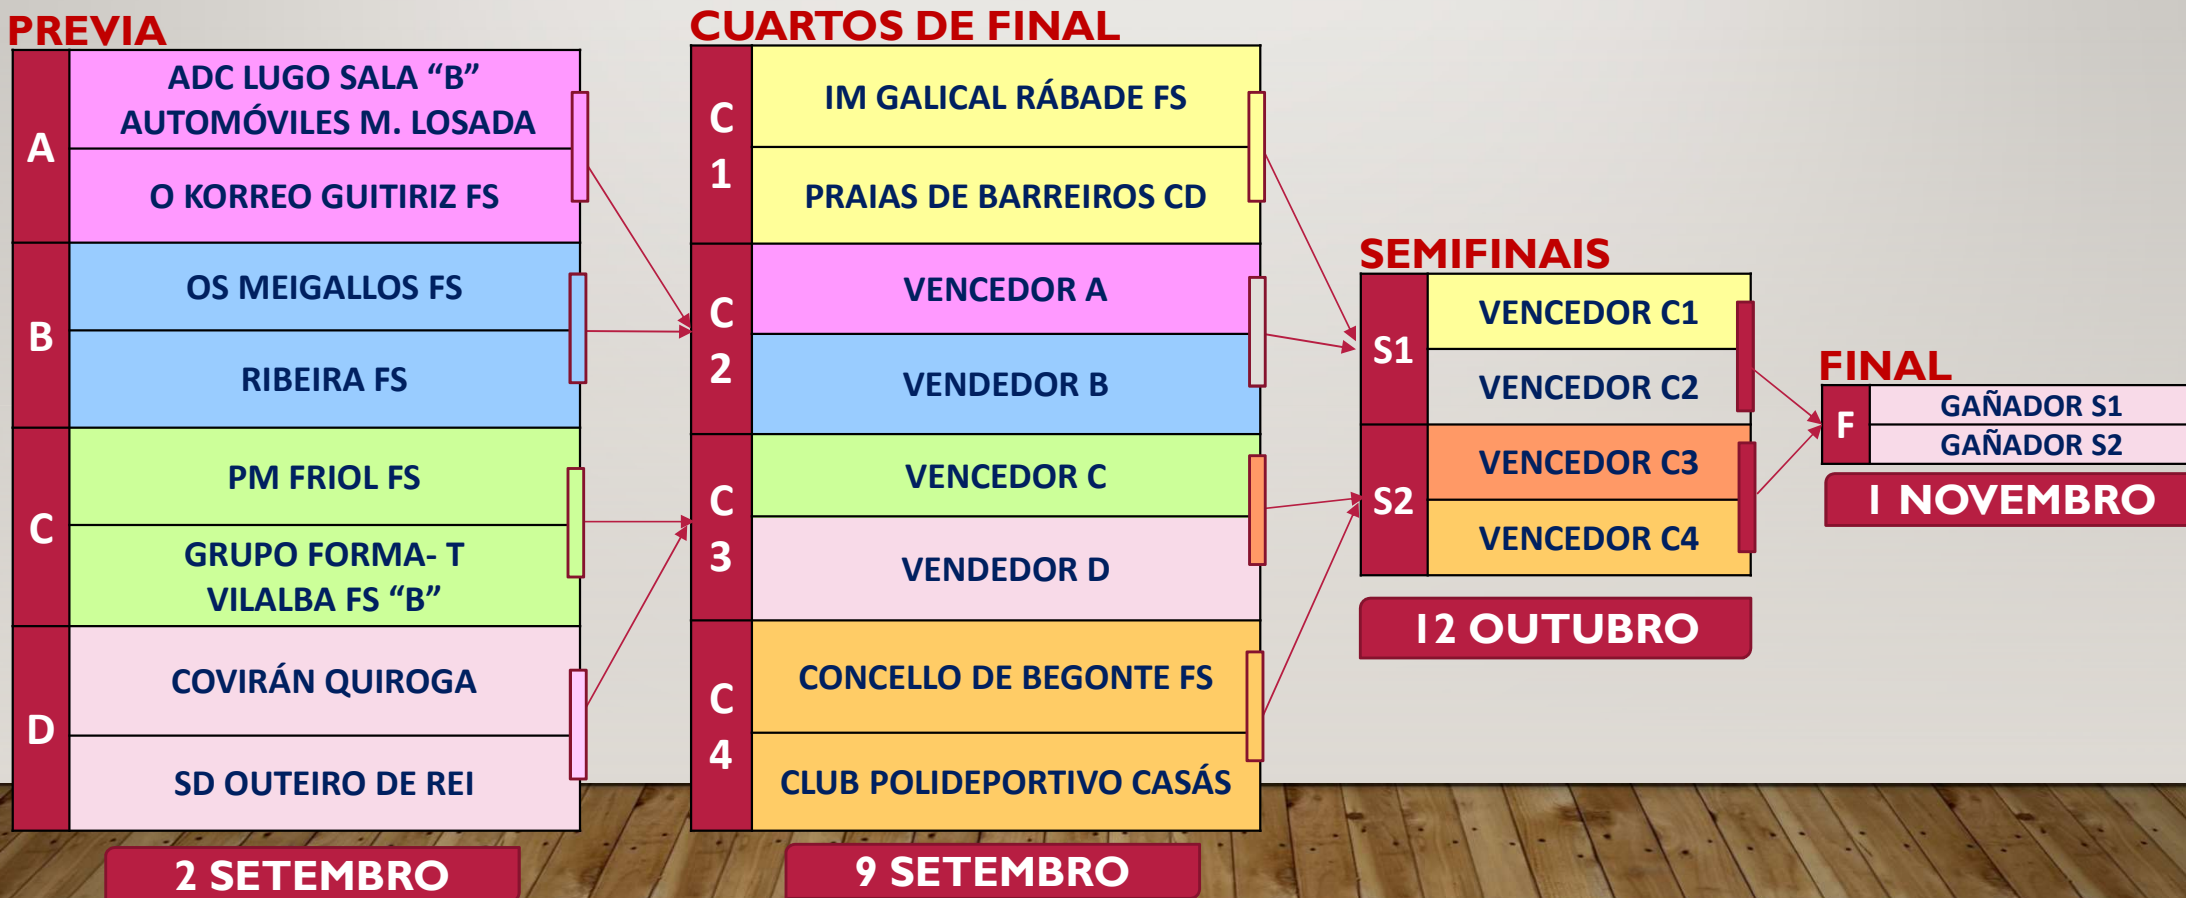 PREVIA
A
ADC LUGO SALA “B”
AUTOMÓVILES M. LOSADA
O KORREO GUITIRIZ FS
B
OS MEIGALLOS FS
RIBEIRA FS
C
PM FRIOL FS
GRUPO FORMA- T
VILALBA FS “B”
D
COVIRÁN QUIROGA
SD OUTEIRO DE REI
2 SETEMBRO
CUARTOS DE FINAL
C
1
IM GALICAL RÁBADE FS
PRAIAS DE BARREIROS CD
C
2
VENCEDOR A
VENDEDOR B
C
3
VENCEDOR C
VENDEDOR D
C
4
CONCELLO DE BEGONTE FS
CLUB POLIDEPORTIVO CASÁS
9 SETEMBRO
SEMIFINAIS
S1
VENCEDOR C1
VENCEDOR C2
S2
VENCEDOR C3
VENCEDOR C4
12 OUTUBRO
FINAL
F
GAÑADOR S1
GAÑADOR S2
1 NOVEMBRO